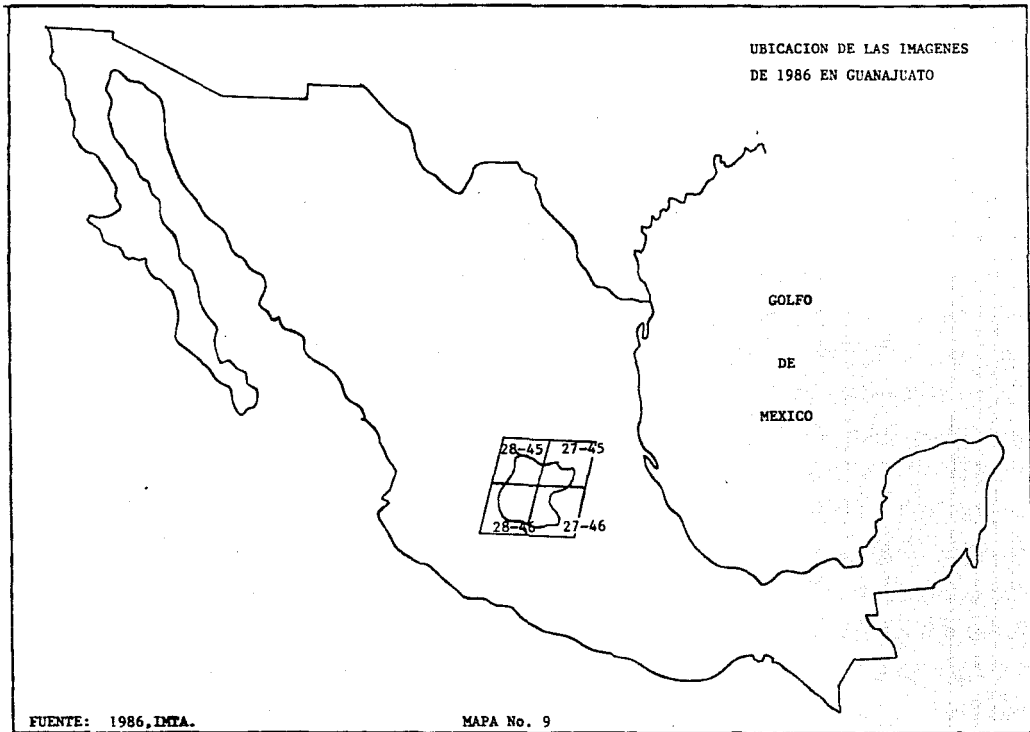 UBICACION DE LAS IMAGENES
DE 1986 EN GUANAJUATO
GOLFO
DE
MEXICO
28-45 27-45
28-46 27-46
FUENTE: 1986, IMTA.
MAPA No. 9